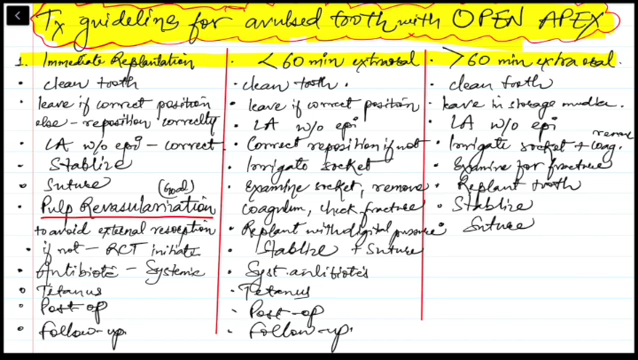 Tx guideline for avulsed tooth with OPEN APEX
1. Immediate Replantation
• clean tooth
• leave if correct position
else - reposition correctly
• LA w/o epi - correct
• Stablize
• Suture (Goal)
• Pulp Revasularization
to avoid external resorption
• if not - RCT initiate
• Antibiotic - Systemic
• Tetanus
• Post-op
• Follow-up.
• < 60 min extraoral
• clean tooth.
• leave if correct position
• LA w/o epi
• Correct reposition if not
• Irrigate socket
• Examine socket, remove
coagulum, check fracture
• Replant with digital pressure
• Stablize + Suture
• Syst. antibiotes
• Tetanus
• Post-op
• Follow-up.
• > 60 min extra oral
• clean tooth
• leave in storage media.
• LA w/o epi
• Irrigate socket + remove coag.
• Examine for fracture
• Replant tooth
• Stablize
• Suture